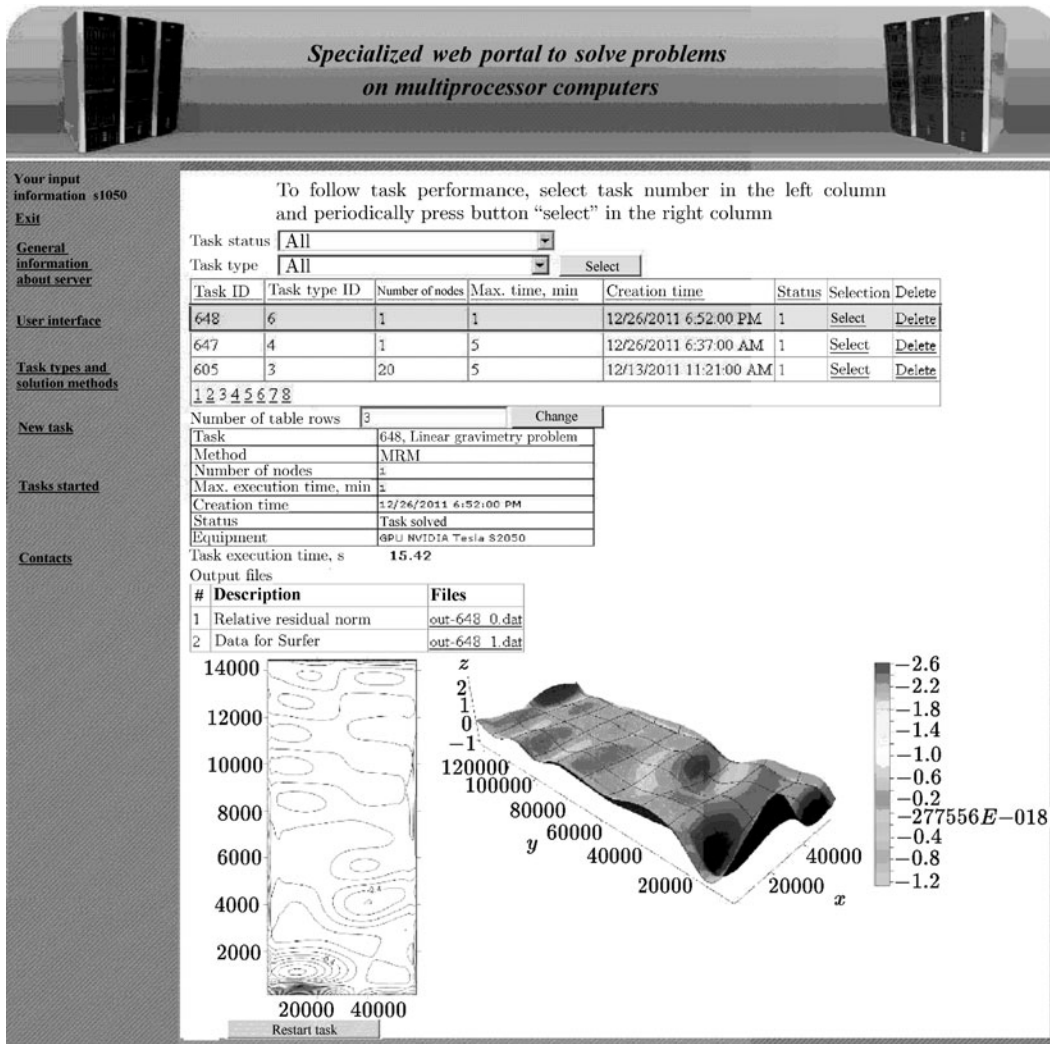 Specialized web portal to solve problems
on multiprocessor computers
Your input
information s1050
Exit
General
information
about server
User interface
Task types and
solution methods
New task
Tasks started
Contacts
To follow task performance, select task number in the left column
and periodically press button “select” in the right column
Task status All
Task type All Select
Task ID Task type ID Number of nodes Max. time, min Creation time Status Selection Delete
648 6 1 1 12/26/2011 6:52:00 PM 1 Select Delete
647 4 1 5 12/26/2011 6:37:00 AM 1 Select Delete
605 3 20 5 12/13/2011 11:21:00 AM 1 Select Delete
1 2 3 4 5 6 7 8
Number of table rows 3 Change
Task 648, Linear gravimetry problem
Method MRM
Number of nodes 1
Max. execution time, min 1
Creation time 12/26/2011 6:52:00 PM
Status Task solved
Equipment GPU NVIDIA Tesla S2050
Task execution time, s 15.42
Output files
# Description Files
1 Relative residual norm out-648_0.dat
2 Data for Surfer out-648_1.dat
14000
12000
10000
8000
6000
4000
2000
20000 40000
z
2
1
0
−1
120000
100000
80000
60000
40000
20000
y
40000
20000
x
−2.6
−2.2
−1.8
−1.4
−1.0
−0.6
−0.2
−277556E−018
−0.4
−0.8
−1.2
Restart task